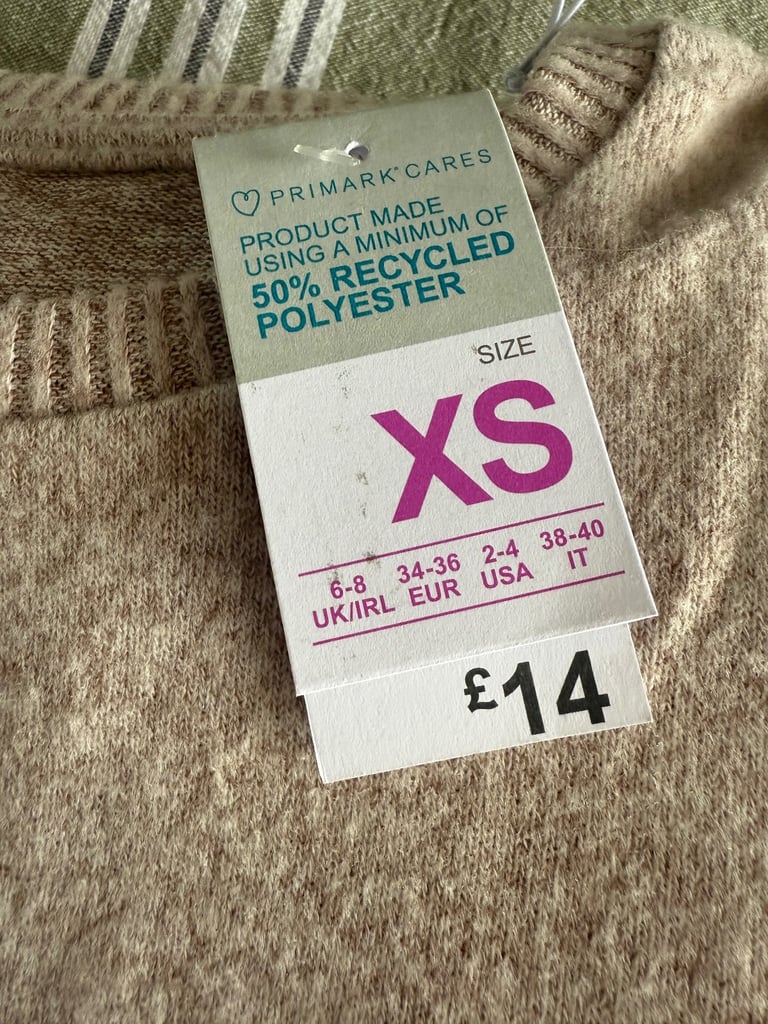 PRIMARK® CARES
PRODUCT MADE
USING A MINIMUM OF
50% RECYCLED
POLYESTER
SIZE
XS
6-8 34-36 2-4 38-40
UK/IRL EUR USA IT
£14